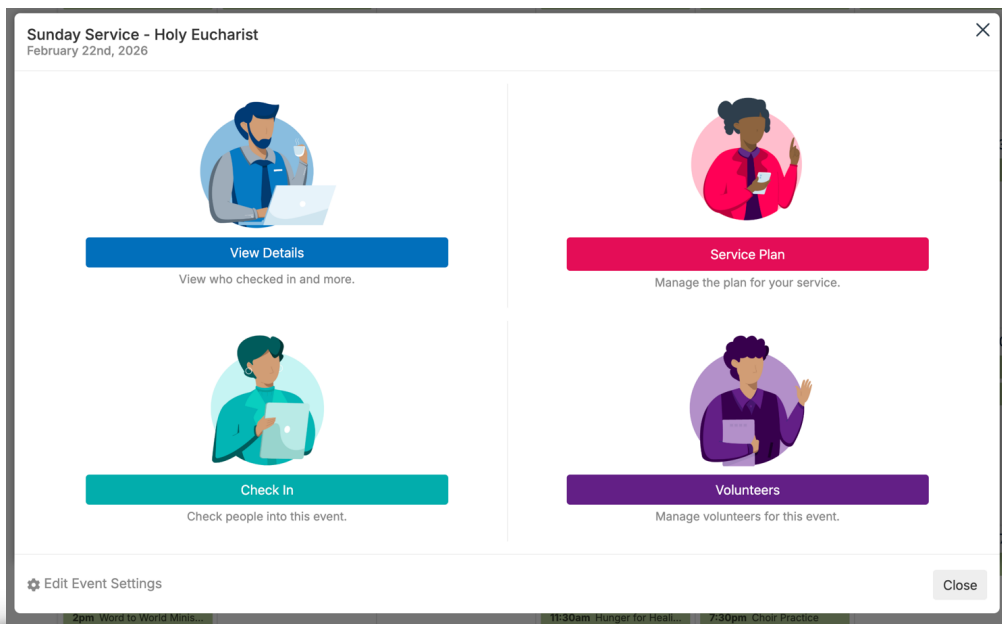 Sunday Service - Holy Eucharist
February 22nd, 2026
View Details
View who checked in and more.
Service Plan
Manage the plan for your service.
Check In
Check people into this event.
Volunteers
Manage volunteers for this event.
Edit Event Settings
Close
2pm Word to World Minis...
11:30am Hunger for Heali...
7:30pm Choir Practice